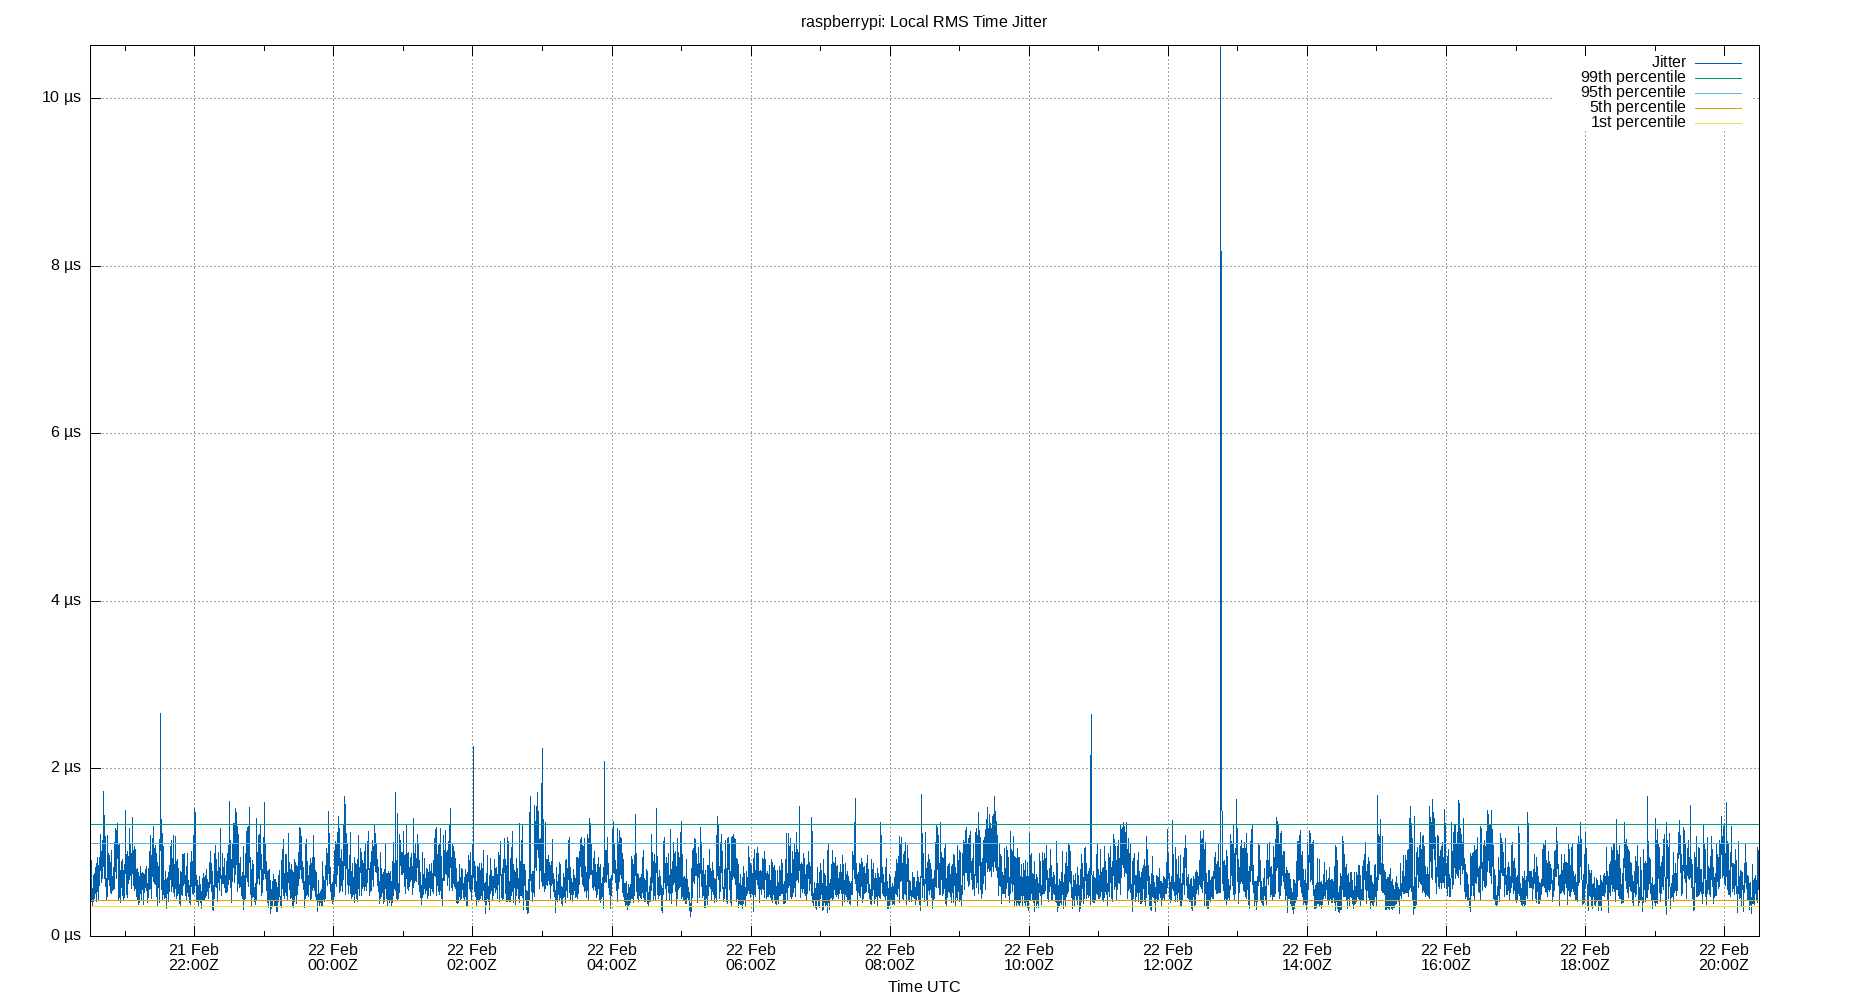 raspberrypi: Local RMS Time Jitter
Jitter
99th percentile
95th percentile
5th percentile
1st percentile
10 µs
8 µs
6 µs
4 µs
2 µs
0 µs
21 Feb 22 Feb 22 Feb 22 Feb 22 Feb 22 Feb 22 Feb 22 Feb 22 Feb 22 Feb 22 Feb 22 Feb
22:00Z 00:00Z 02:00Z 04:00Z 06:00Z 08:00Z 10:00Z 12:00Z 14:00Z 16:00Z 18:00Z 20:00Z
Time UTC